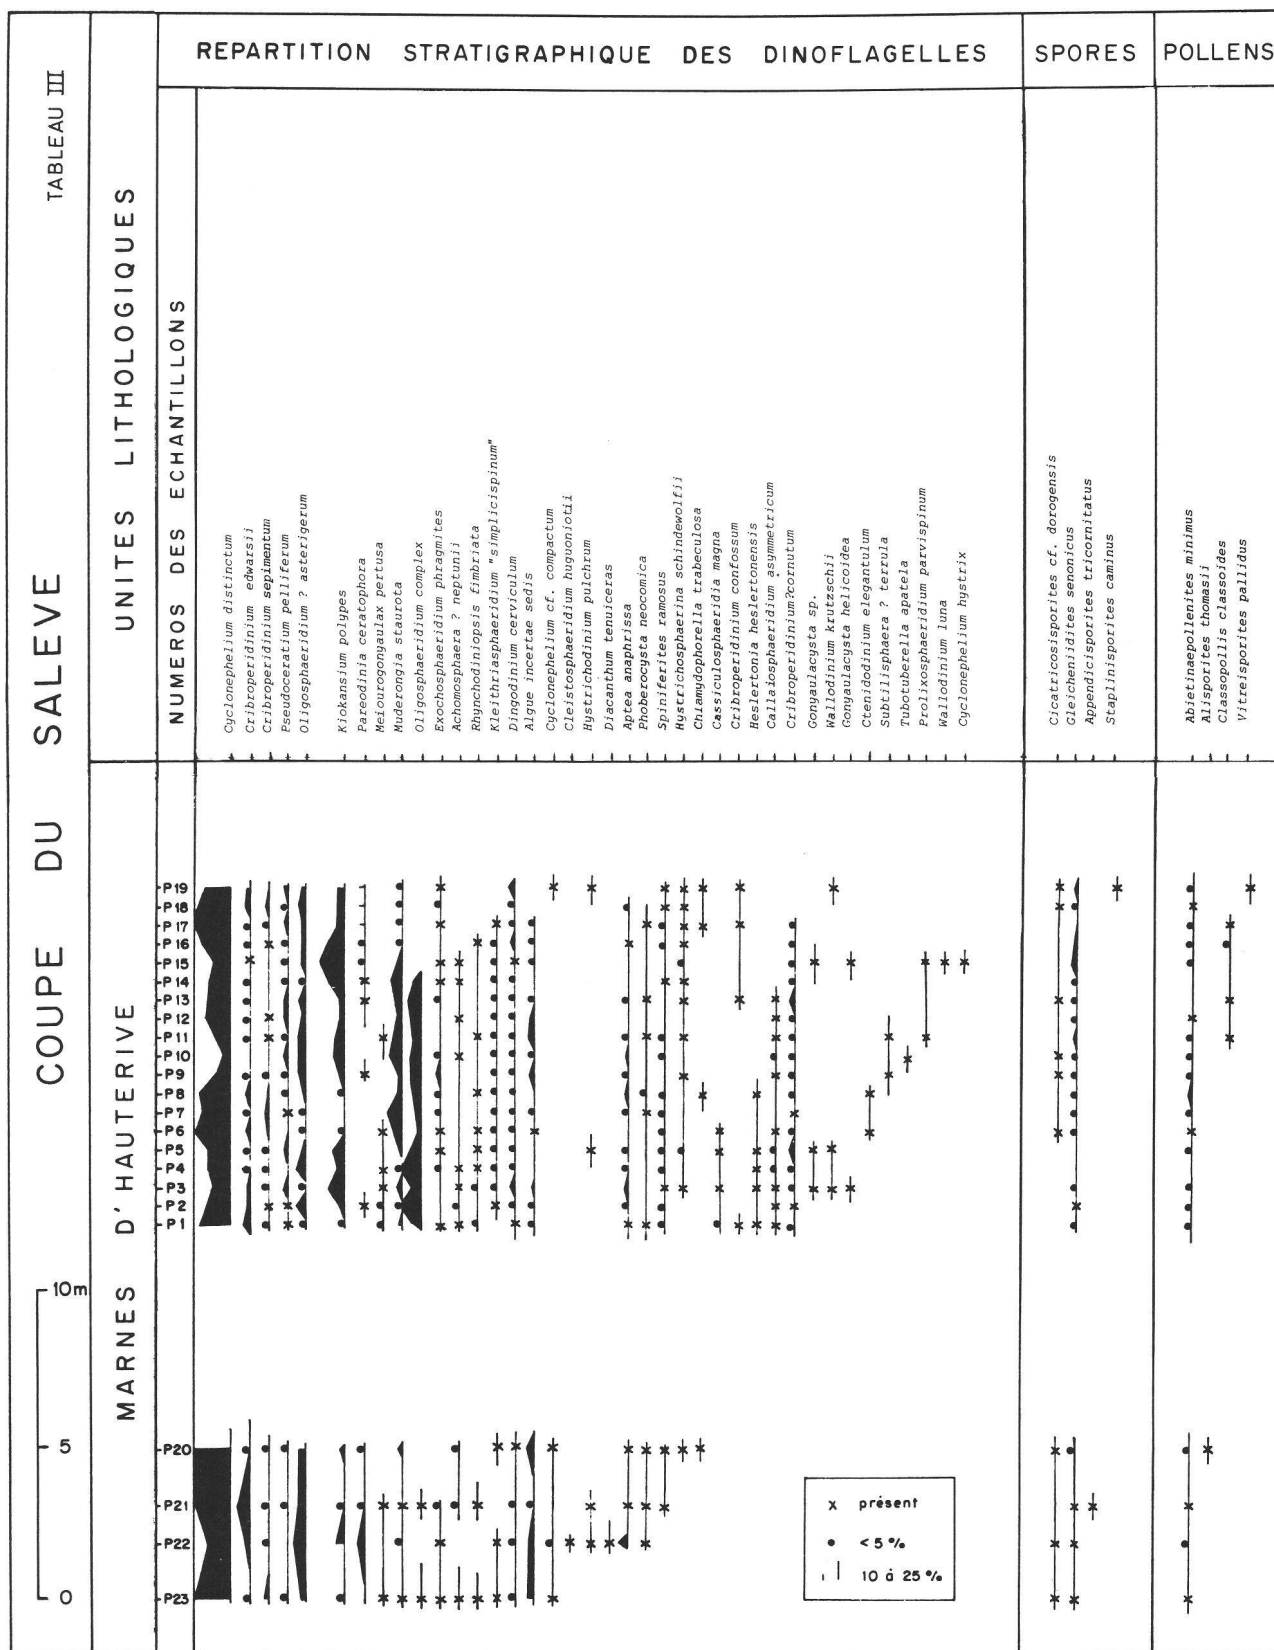 TABLEAU III
COUPE DU SALEVE
UNITES LITHOLOGIQUES
NUMEROS DES ECHANTILLONS
REPARTITION STRATIGRAPHIQUE DES DINOFLAGELLES
SPORES
POLLENS
Cyclonephelium distinctum
Cribroperidinium edwarsii
Cribroperidinium sepimentum
Pseudoceratium pelliferum
Oligosphaeridium ? asterigerum
Kiokansium polypes
Pareodinia ceratophora
Meiourogonyaulax pertusa
Muderongia staurota
Oligosphaeridium complex
Exochosphaeridium phragmites
Achomosphaera ? neptunii
Rhynchodiniopsis fimbriata
Kleithriasphaeridium "simplicispinum"
Dingodinium cerviculum
Algue incertae sedis
Cyclonephelium cf. compactum
Cleistosphaeridium huguoniotii
Hystrichodinium pulchrum
Diacanthum tenuiceras
Aptea anaphrissa
Phoberocysta neocomica
Spiniferites ramosus
Hystrichosphaerina schindewolfii
Chlamydophorella trabeculosa
Cassiculosphaeridia magna
Cribroperidinium confossum
Heslertonia heslertonensis
Callaiosphaeridium asymmetricum
Cribroperidinium?cornutum
Gonyaulacysta sp.
Wallodinium krutzschii
Gonyaulacysta helicoidea
Ctenidodinium elegantulum
Subtilisphaera ? terrula
Tubotuberella apatela
Prolixosphaeridium parvispinum
Wallodinium luna
Cyclonephelium hystrix
Cicatricosisporites cf. dorogensis
Gleicheniidites senonicus
Appendicisporites tricornitatus
Staplinisporites caminus
Abietinaepollenites minimus
Alisporites thomasii
Classopollis classoides
Vitreisporites pallidus
MARNES D'HAUTERIVE
P19
P18
P17
P16
P15
P14
P13
P12
P11
P10
P9
P8
P7
P6
P5
P4
P3
P2
P1
10m
5
0
P20
P21
P22
P23
x présent
● <5 %
10 à 25 %